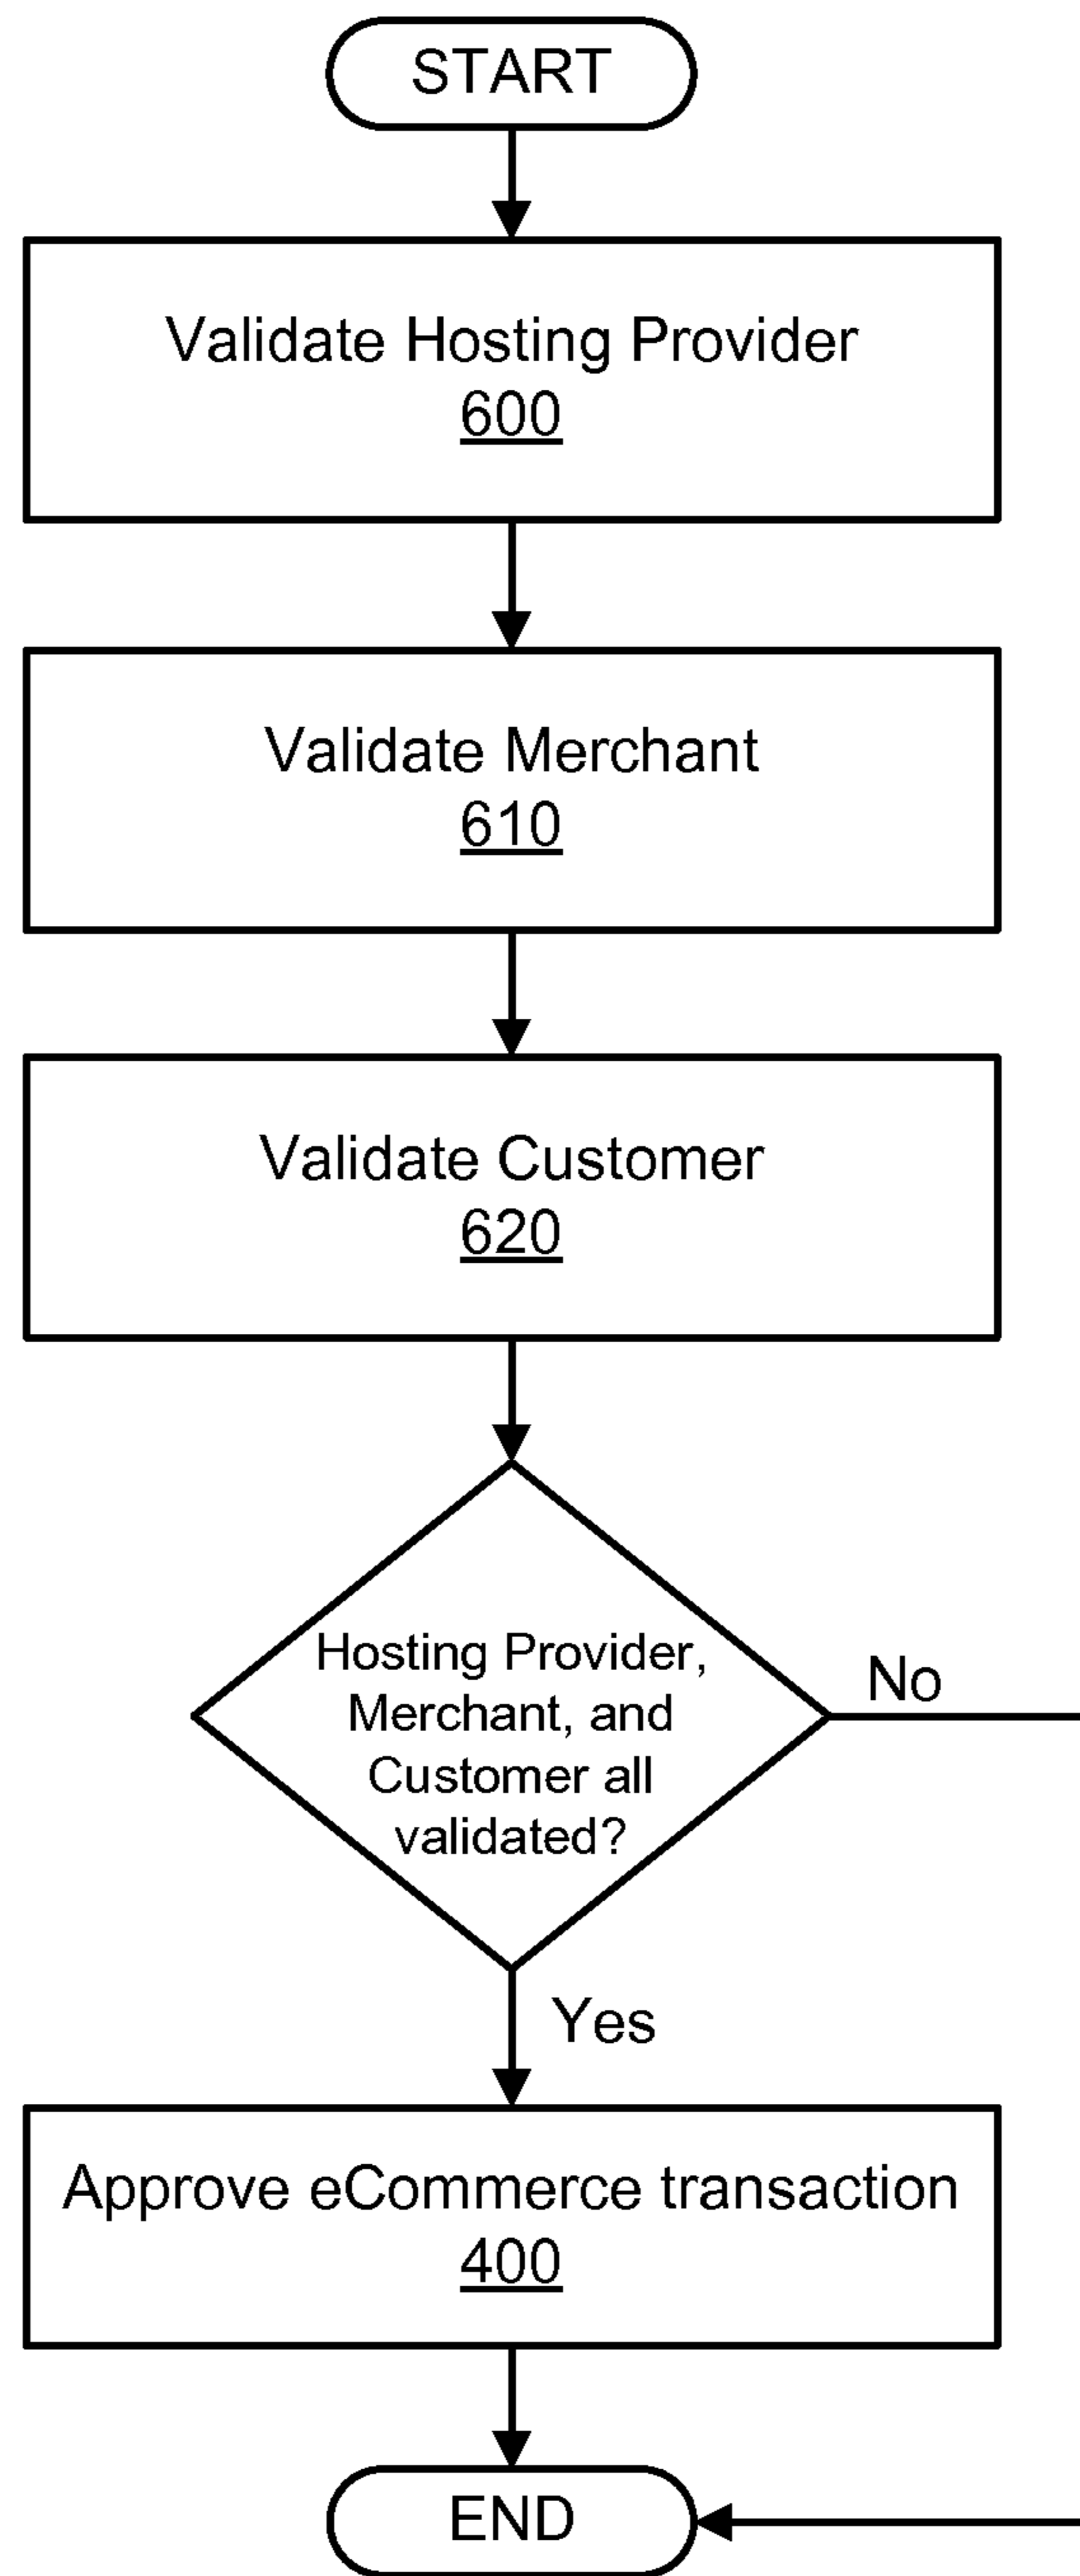 START
Validate Hosting Provider
600
Validate Merchant
610
Validate Customer
620
Hosting Provider,
Merchant, and
Customer all
validated?
No
Yes
Approve eCommerce transaction
400
END